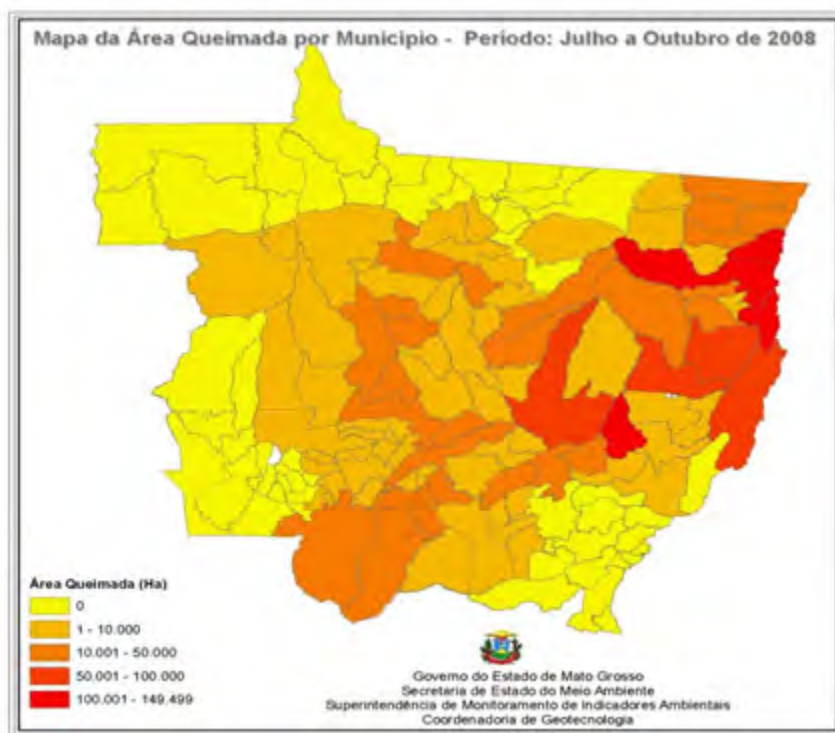 Mapa da Área Queimada por Municipio - Período: Julho a Outubro de 2008
Área Queimada (Ha)
0
1 - 10.000
10.001 - 50.000
50.001 - 100.000
100.001 - 149.499
Governo do Estado de Mato Grosso
Secretaria de Estado do Meio Ambiente
Superintendência de Monitoramento de Indicadores Ambientais
Coordenadoria de Geotecnologia